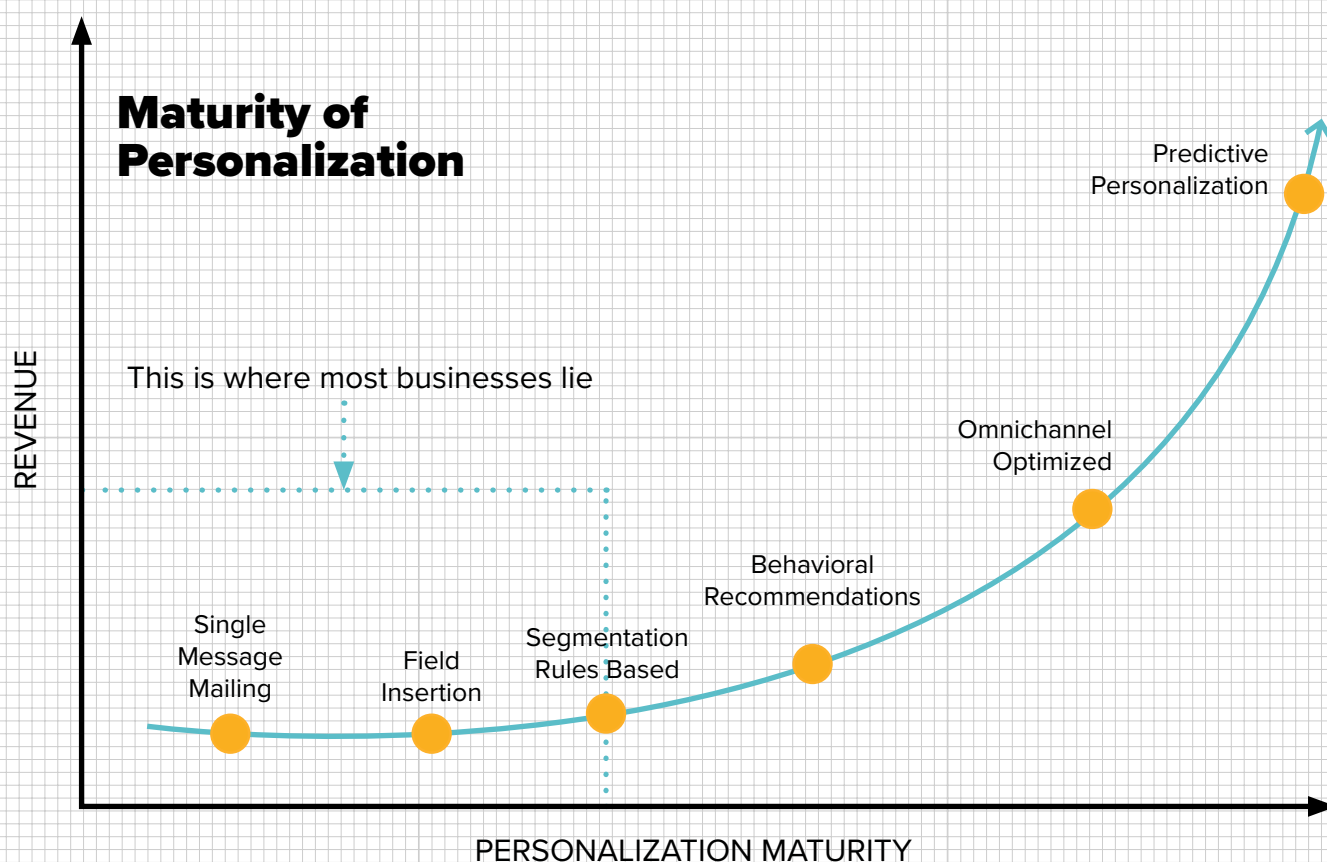 Maturity of
Personalization
Predictive
Personalization
This is where most businesses lie
REVENUE
Omnichannel
Optimized
Behavioral
Recommendations
Single
Message
Mailing
Field
Insertion
Segmentation
Rules Based
PERSONALIZATION MATURITY